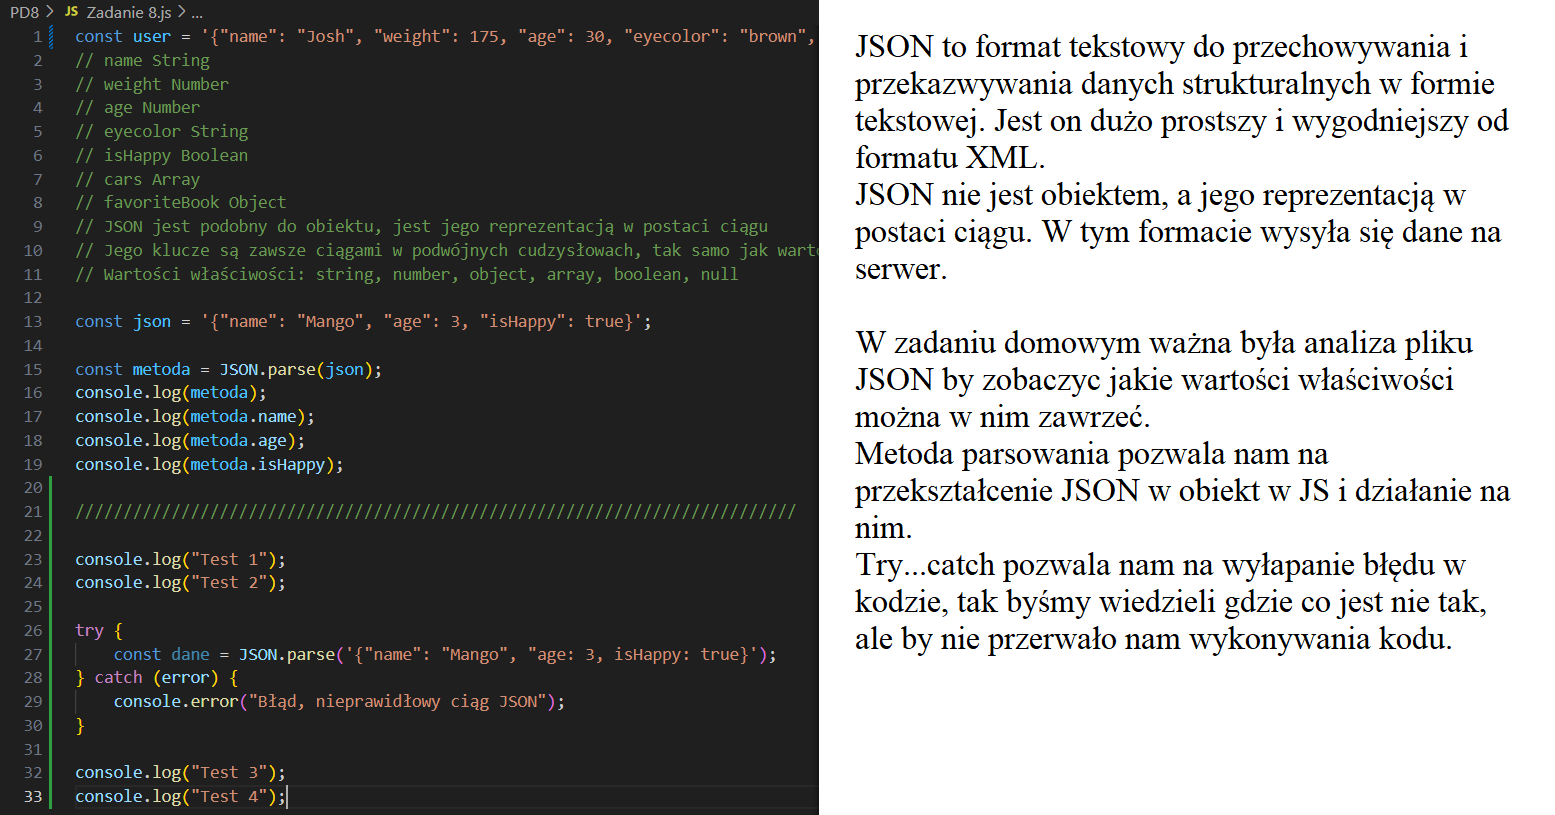 PD8 > JS Zadanie 8.js > ...
1 const user = '{"name": "Josh", "weight": 175, "age": 30, "eyecolor": "brown",
2 // name String
3 // weight Number
4 // age Number
5 // eyecolor String
6 // isHappy Boolean
7 // cars Array
8 // favoriteBook Object
9 // JSON jest podobny do obiektu, jest jego reprezentacją w postaci ciągu
10 // Jego klucze są zawsze ciągami w podwójnych cudzysłowach, tak samo jak warto
11 // Wartości właściwości: string, number, object, array, boolean, null
12
13 const json = '{"name": "Mango", "age": 3, "isHappy": true}';
14
15 const metoda = JSON.parse(json);
16 console.log(metoda);
17 console.log(metoda.name);
18 console.log(metoda.age);
19 console.log(metoda.isHappy);
20
21 ///////////////////////////////////////////////////////////////////////////
22
23 console.log("Test 1");
24 console.log("Test 2");
25
26 try {
27 const dane = JSON.parse('{"name": "Mango", "age: 3, isHappy: true}');
28 } catch (error) {
29 console.error("Błąd, nieprawidłowy ciąg JSON");
30 }
31
32 console.log("Test 3");
33 console.log("Test 4");
JSON to format tekstowy do przechowywania i
przekazwywania danych strukturalnych w formie
tekstowej. Jest on dużo prostszy i wygodniejszy od
formatu XML.
JSON nie jest obiektem, a jego reprezentacją w
postaci ciągu. W tym formacie wysyła się dane na
serwer.
W zadaniu domowym ważna była analiza pliku
JSON by zobaczyc jakie wartości właściwości
można w nim zawrzeć.
Metoda parsowania pozwala nam na
przekształcenie JSON w obiekt w JS i działanie na
nim.
Try...catch pozwala nam na wyłapanie błędu w
kodzie, tak byśmy wiedzieli gdzie co jest nie tak,
ale by nie przerwało nam wykonywania kodu.